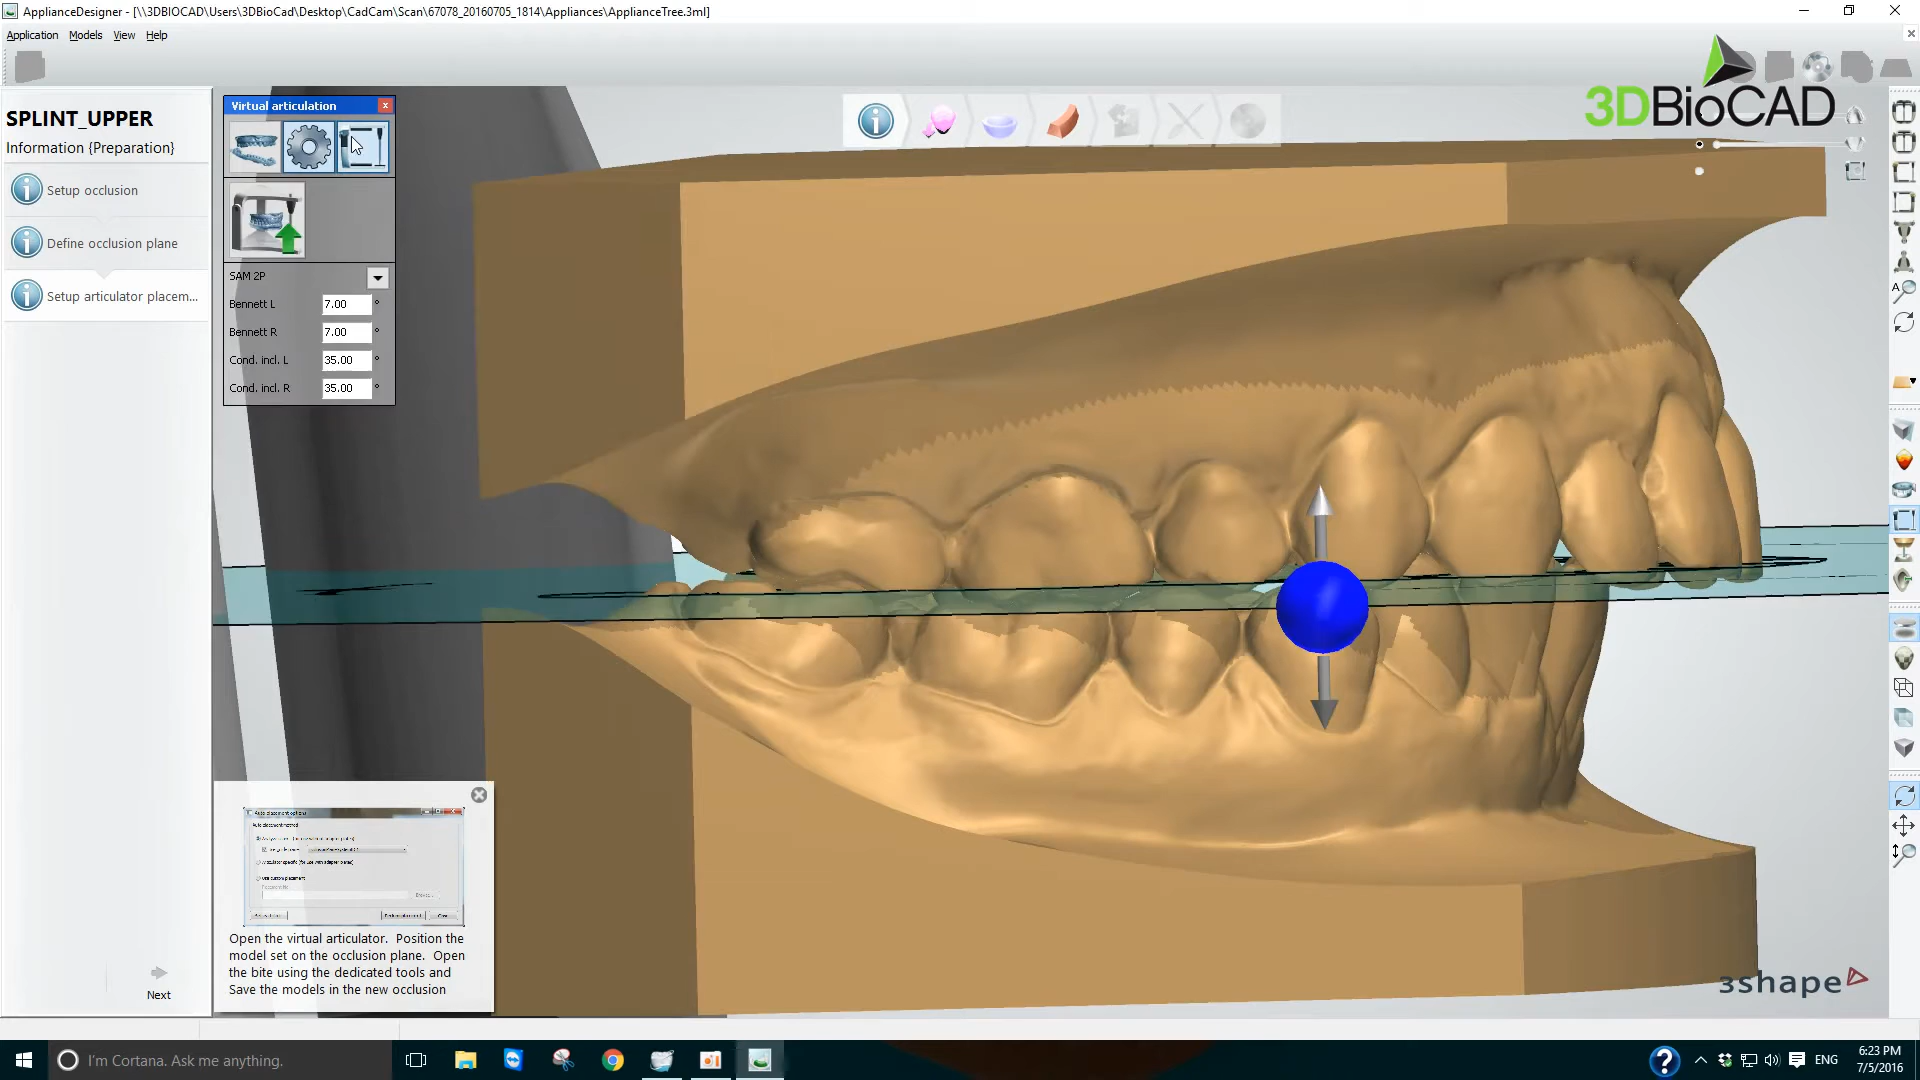 ApplianceDesigner - [\\3DBIOCAD\Users\3DBioCad\Desktop\CadCam\Scan\67078_20160705_1814\Appliances\ApplianceTree.3ml]
Application Models View Help
3DBioCAD
SPLINT_UPPER
Information {Preparation}
Setup occlusion
Define occlusion plane
Setup articulator placem...
Next
Virtual articulation
SAM 2P
Bennett L 7.00 °
Bennett R 7.00 °
Cond. incl. L 35.00 °
Cond. incl. R 35.00 °
A
Open the virtual articulator. Position the
model set on the occlusion plane. Open
the bite using the dedicated tools and
Save the models in the new occlusion
3shape
I'm Cortana. Ask me anything.
ENG
6:23 PM
7/5/2016